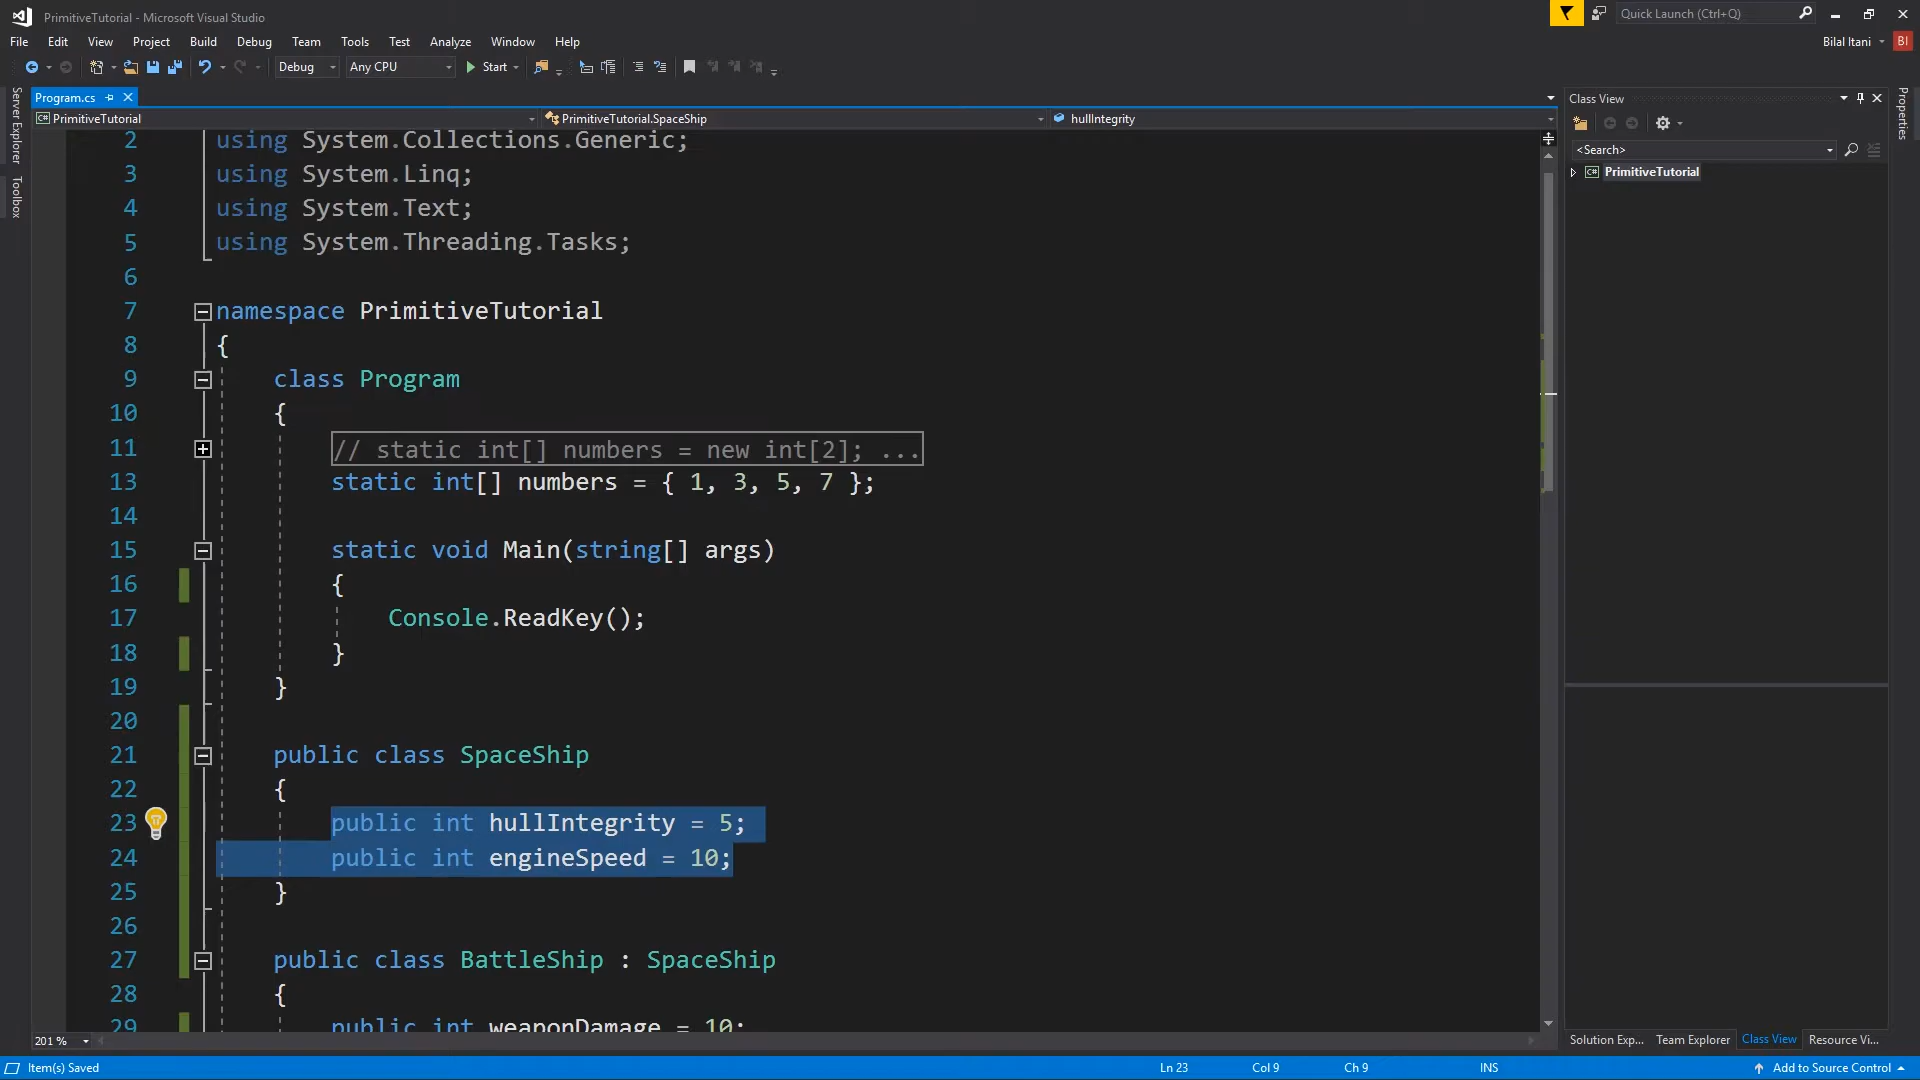 PrimitiveTutorial - Microsoft Visual Studio
Quick Launch (Ctrl+Q)
File Edit View Project Build Debug Team Tools Test Analyze Window Help
Bilal Itani BI
Debug Any CPU Start
Server Explorer
Toolbox
Program.cs
PrimitiveTutorial PrimitiveTutorial.SpaceShip hullIntegrity
2 using System.Collections.Generic;
3 using System.Linq;
4 using System.Text;
5 using System.Threading.Tasks;
6
7 namespace PrimitiveTutorial
8 {
9 class Program
10 {
11 // static int[] numbers = new int[2]; ...
13 static int[] numbers = { 1, 3, 5, 7 };
14
15 static void Main(string[] args)
16 {
17 Console.ReadKey();
18 }
19 }
20
21 public class SpaceShip
22 {
23 public int hullIntegrity = 5;
24 public int engineSpeed = 10;
25 }
26
27 public class BattleShip : SpaceShip
28 {
29 public int weaponDamage = 10;
201 %
Class View
<Search>
C# PrimitiveTutorial
Properties
Solution Exp... Team Explorer Class View Resource Vi...
Item(s) Saved Ln 23 Col 9 Ch 9 INS Add to Source Control